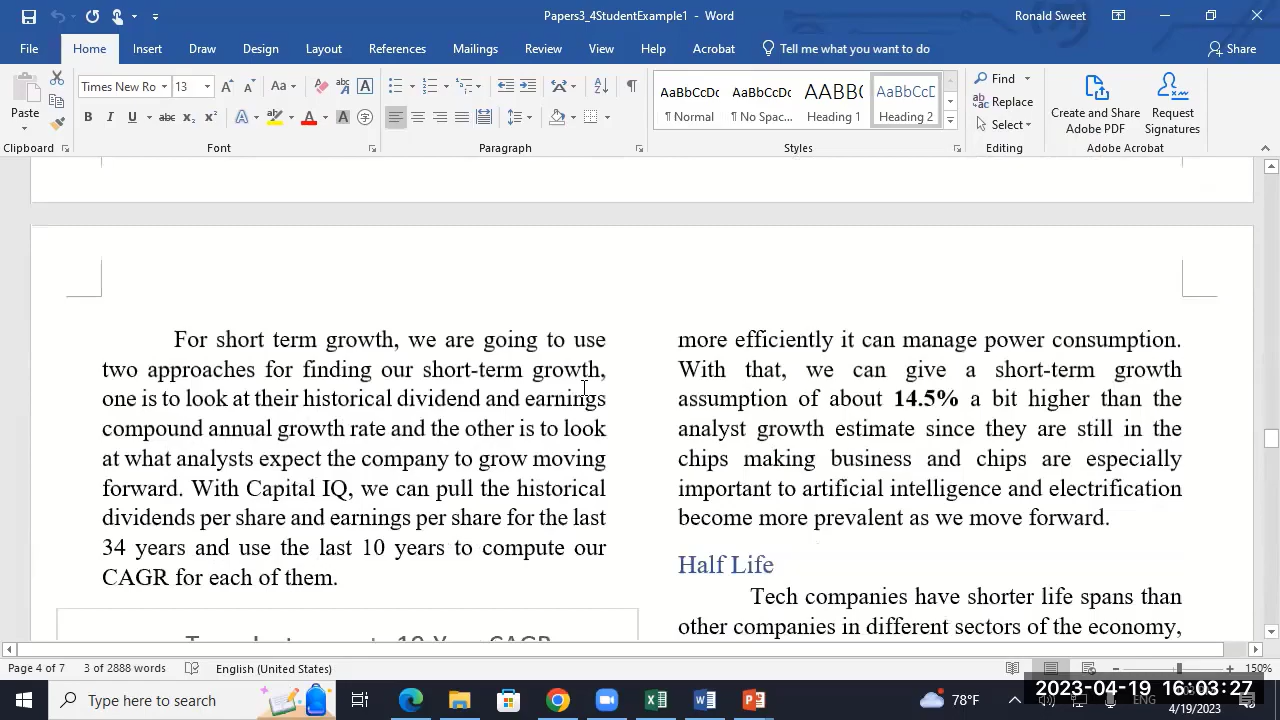 Papers3_4StudentExample1 - Word
Ronald Sweet
File Home Insert Draw Design Layout References Mailings Review View Help Acrobat Tell me what you want to do Share
Paste
Times New Ro 13
Clipboard
Font
Paragraph
AaBbCcDc AaBbCcDc AABB( AaBbCcE
¶ Normal ¶ No Spac... Heading 1 Heading 2
Styles
Find
Replace
Select
Editing
Create and Share
Adobe PDF
Request
Signatures
Adobe Acrobat
For short term growth, we are going to use
two approaches for finding our short-term growth,
one is to look at their historical dividend and earnings
compound annual growth rate and the other is to look
at what analysts expect the company to grow moving
forward. With Capital IQ, we can pull the historical
dividends per share and earnings per share for the last
34 years and use the last 10 years to compute our
CAGR for each of them.
more efficiently it can manage power consumption.
With that, we can give a short-term growth
assumption of about 14.5% a bit higher than the
analyst growth estimate since they are still in the
chips making business and chips are especially
important to artificial intelligence and electrification
become more prevalent as we move forward.
Half Life
Tech companies have shorter life spans than
other companies in different sectors of the economy,
Page 4 of 7 3 of 2888 words English (United States) 150%
Type here to search
78°F
ENG
2023-04-19 16:03:27
4/19/2023